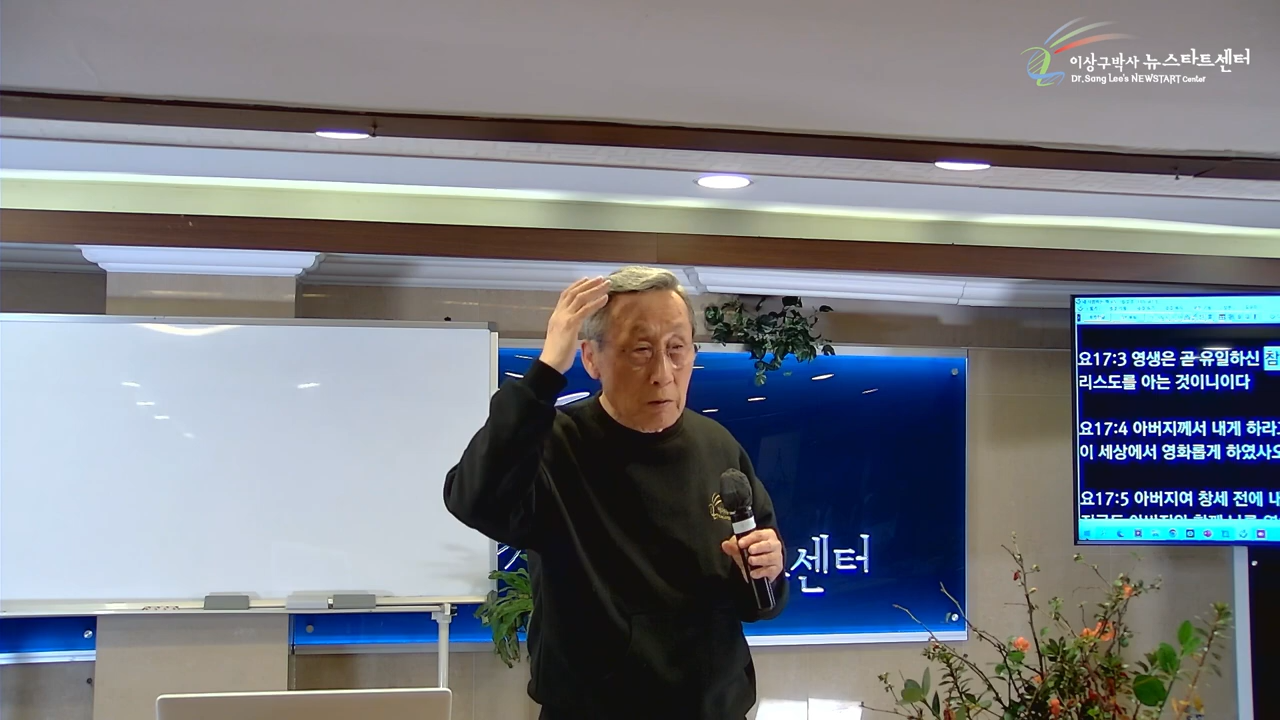 이상구박사 뉴스타트센터
Dr. Sang Lee's NEWSTART Center
요17:3 영생은 곧 유일하신 참
리스도를 아는 것이니이다
요17:4 아버지께서 내게 하라고
이 세상에서 영화롭게 하였사오
요17:5 아버지여 창세 전에 내
센터